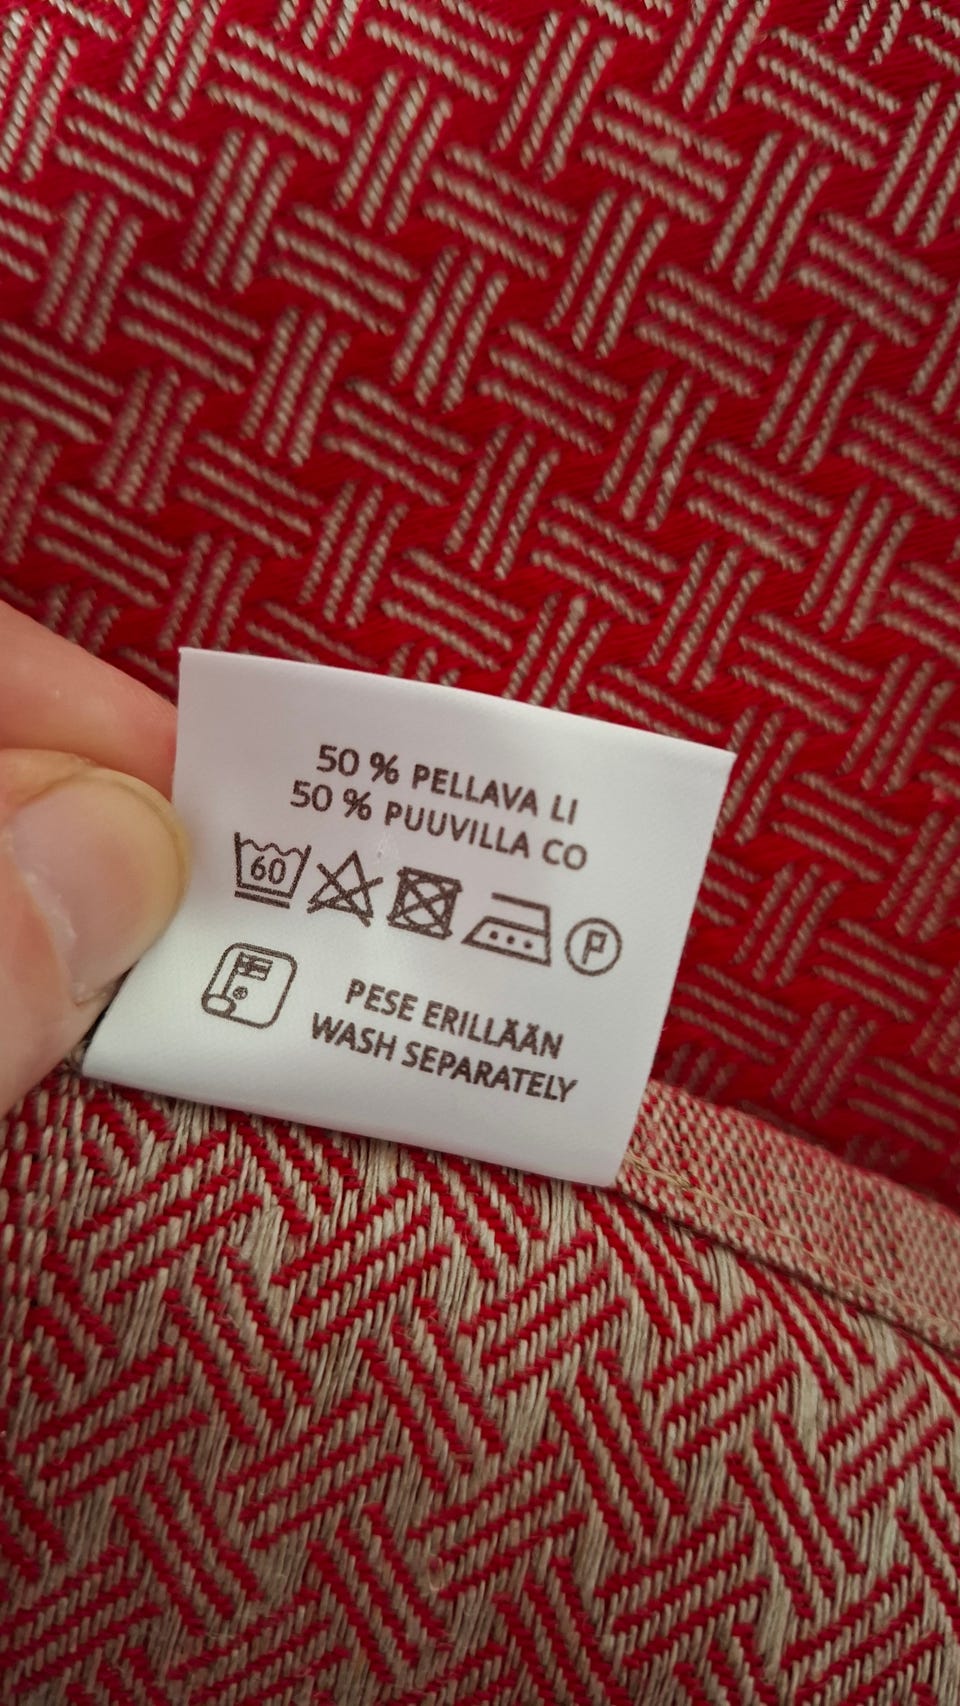 50 % PELLAVA LI
50 % PUUVILLA CO
60
P
PESE ERILLÄÄN
WASH SEPARATELY